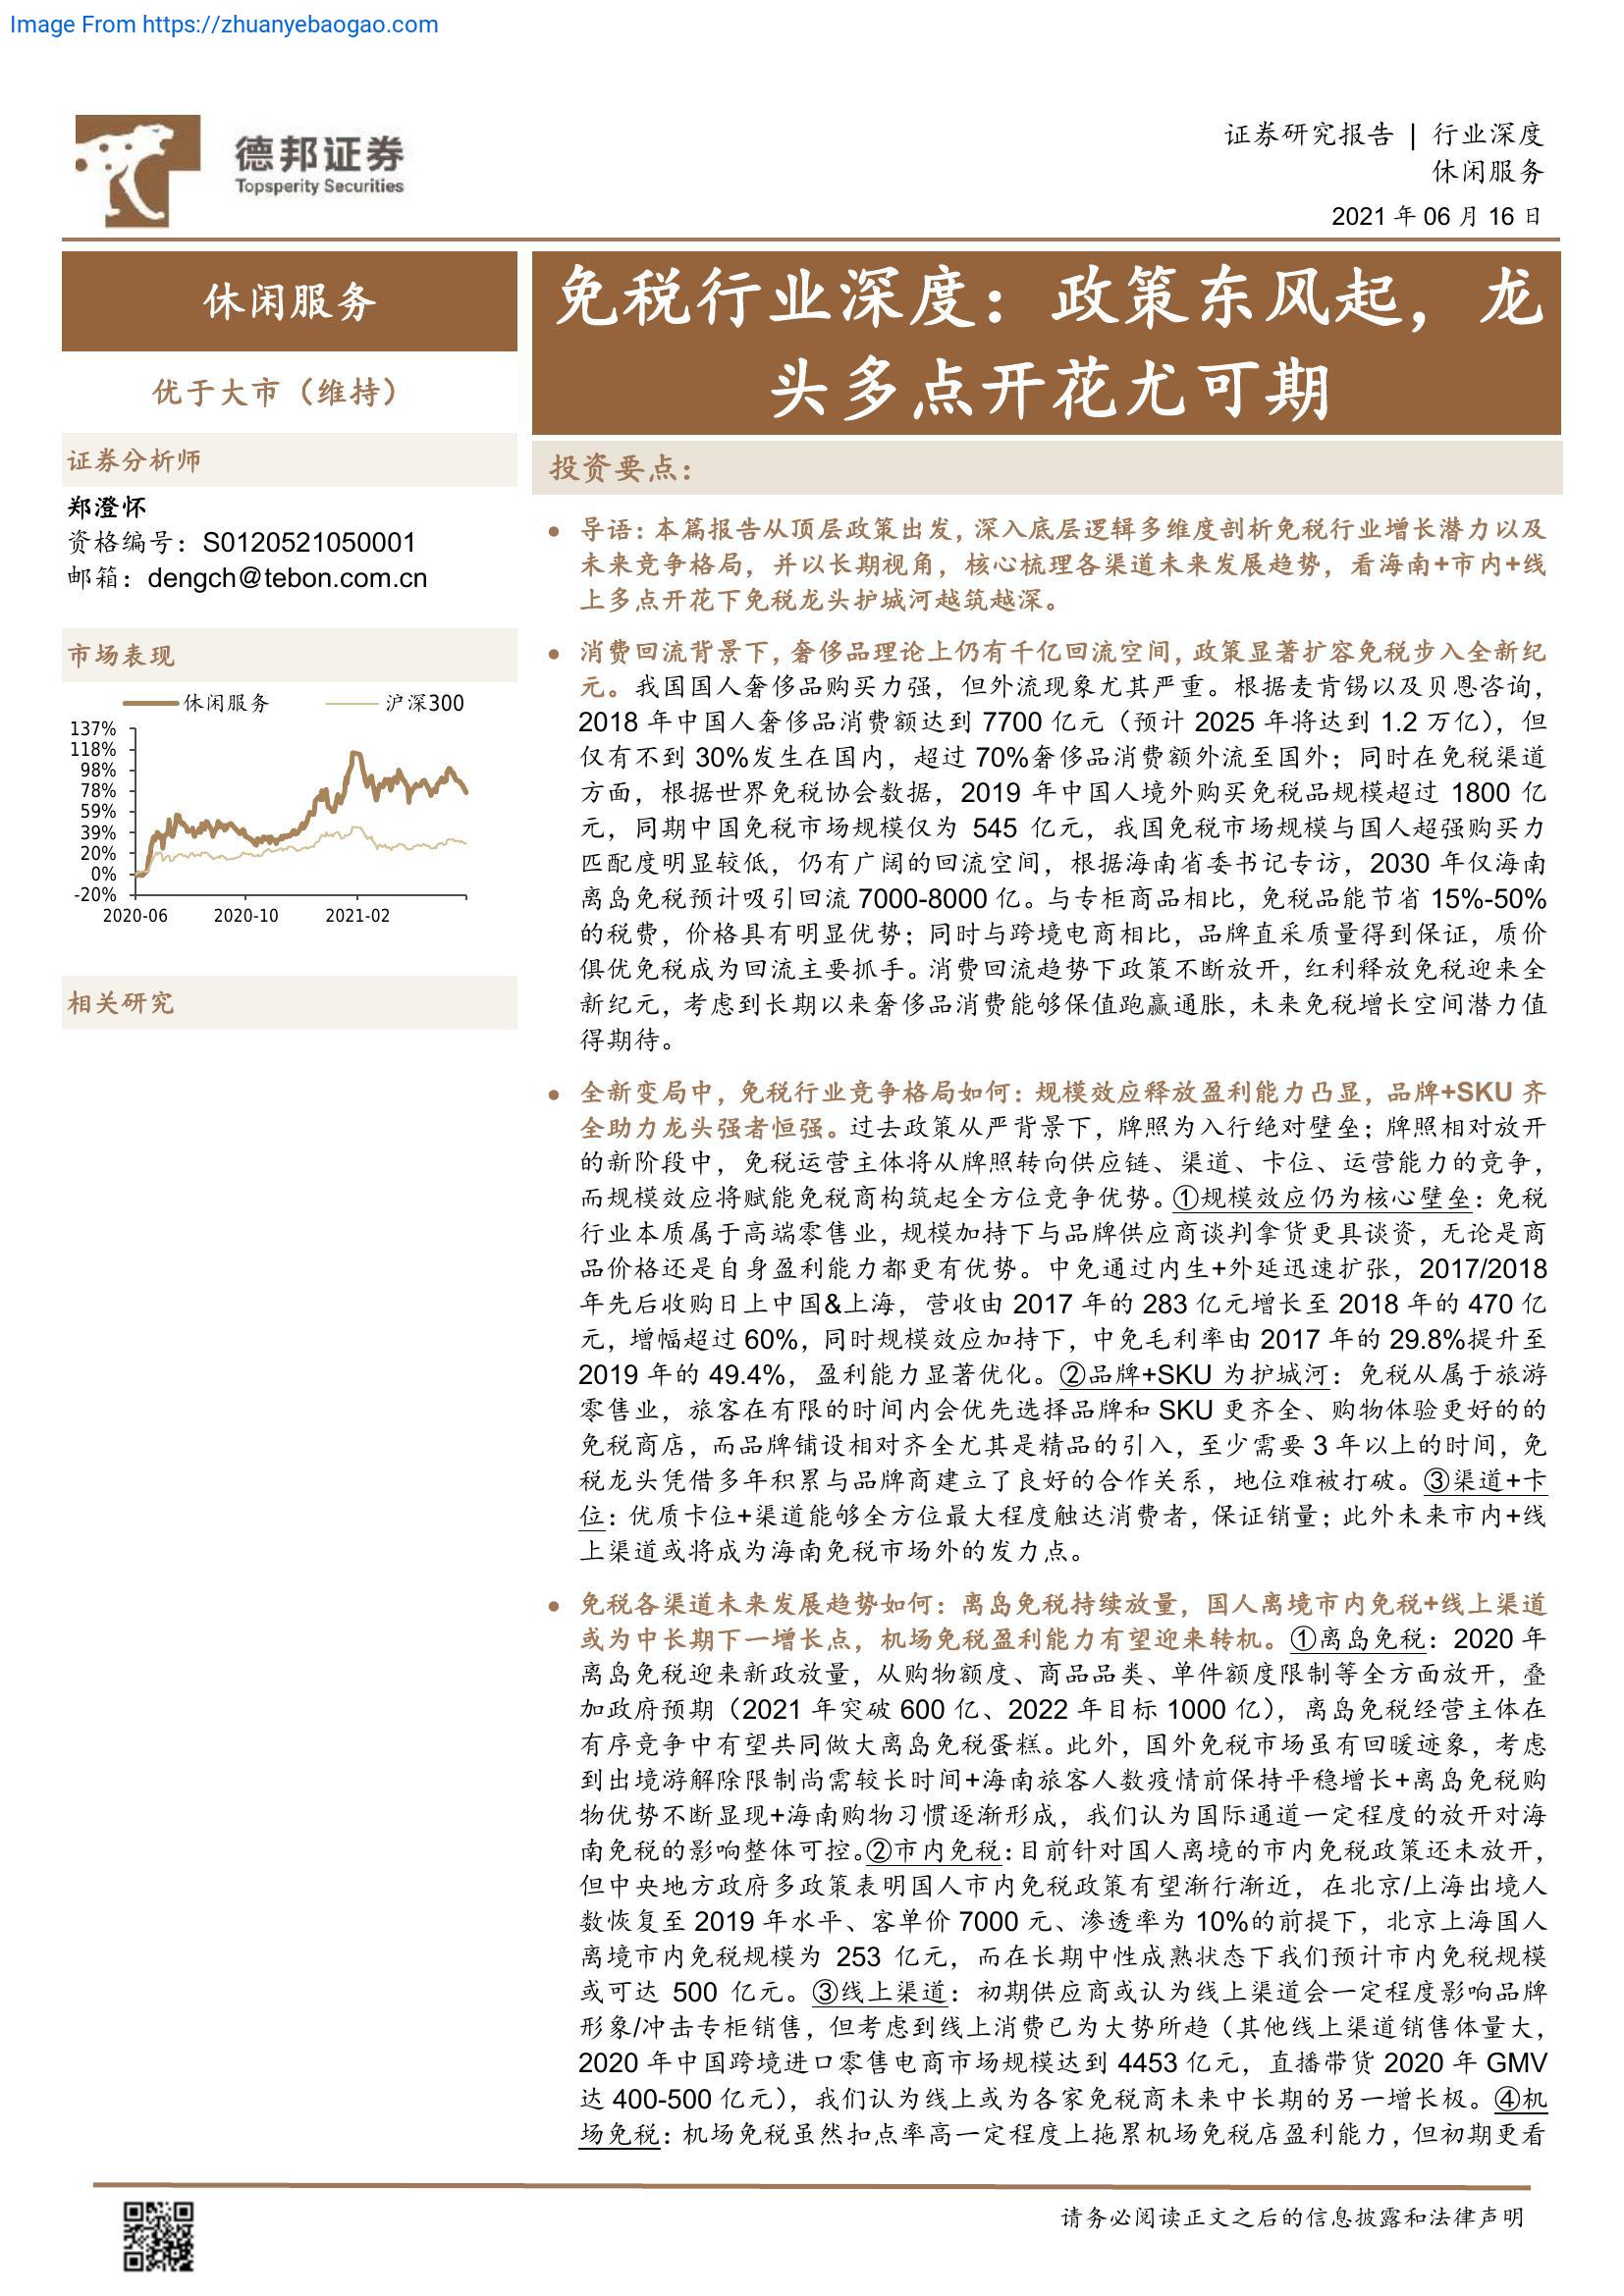 Image From https://zhuanyebaogao.com
德邦证券
Topsperity Securities
证券研究报告 | 行业深度
休闲服务
2021 年 06 月 16 日
休闲服务
优于大市（维持）
证券分析师
郑澄怀
资格编号：S0120521050001
邮箱：dengch@tebon.com.cn
市场表现
休闲服务 沪深300
137%
118%
98%
78%
59%
39%
20%
0%
-20%
2020-06 2020-10 2021-02
相关研究
免税行业深度：政策东风起，龙
头多点开花尤可期
投资要点：
● 导语：本篇报告从顶层政策出发，深入底层逻辑多维度剖析免税行业增长潜力以及
未来竞争格局，并以长期视角，核心梳理各渠道未来发展趋势，看海南+市内+线
上多点开花下免税龙头护城河越筑越深。
● 消费回流背景下，奢侈品理论上仍有千亿回流空间，政策显著扩容免税步入全新纪
元。我国国人奢侈品购买力强，但外流现象尤其严重。根据麦肯锡以及贝恩咨询，
2018 年中国人奢侈品消费额达到 7700 亿元（预计 2025 年将达到 1.2 万亿），但
仅有不到 30%发生在国内，超过 70%奢侈品消费额外流至国外；同时在免税渠道
方面，根据世界免税协会数据，2019 年中国人境外购买免税品规模超过 1800 亿
元，同期中国免税市场规模仅为 545 亿元，我国免税市场规模与国人超强购买力
匹配度明显较低，仍有广阔的回流空间，根据海南省委书记专访，2030 年仅海南
离岛免税预计吸引回流 7000-8000 亿。与专柜商品相比，免税品能节省 15%-50%
的税费，价格具有明显优势；同时与跨境电商相比，品牌直采质量得到保证，质价
俱优免税成为回流主要抓手。消费回流趋势下政策不断放开，红利释放免税迎来全
新纪元，考虑到长期以来奢侈品消费能够保值跑赢通胀，未来免税增长空间潜力值
得期待。
● 全新变局中，免税行业竞争格局如何：规模效应释放盈利能力凸显，品牌+SKU 齐
全助力龙头强者恒强。过去政策从严背景下，牌照为入行绝对壁垒；牌照相对放开
的新阶段中，免税运营主体将从牌照转向供应链、渠道、卡位、运营能力的竞争，
而规模效应将赋能免税商构筑起全方位竞争优势。①规模效应仍为核心壁垒：免税
行业本质属于高端零售业，规模加持下与品牌供应商谈判拿货更具谈资，无论是商
品价格还是自身盈利能力都更有优势。中免通过内生+外延迅速扩张，2017/2018
年先后收购日上中国&上海，营收由 2017 年的 283 亿元增长至 2018 年的 470 亿
元，增幅超过 60%，同时规模效应加持下，中免毛利率由 2017 年的 29.8%提升至
2019 年的 49.4%，盈利能力显著优化。②品牌+SKU 为护城河：免税从属于旅游
零售业，旅客在有限的时间内会优先选择品牌和 SKU 更齐全、购物体验更好的的
免税商店，而品牌铺设相对齐全尤其是精品的引入，至少需要 3 年以上的时间，免
税龙头凭借多年积累与品牌商建立了良好的合作关系，地位难被打破。③渠道+卡
位：优质卡位+渠道能够全方位最大程度触达消费者，保证销量；此外未来市内+线
上渠道或将成为海南免税市场外的发力点。
● 免税各渠道未来发展趋势如何：离岛免税持续放量，国人离境市内免税+线上渠道
或为中长期下一增长点，机场免税盈利能力有望迎来转机。①离岛免税：2020 年
离岛免税迎来新政放量，从购物额度、商品品类、单件额度限制等全方面放开，叠
加政府预期（2021 年突破 600 亿、2022 年目标 1000 亿），离岛免税经营主体在
有序竞争中有望共同做大离岛免税蛋糕。此外，国外免税市场虽有回暖迹象，考虑
到出境游解除限制尚需较长时间+海南旅客人数疫情前保持平稳增长+离岛免税购
物优势不断显现+海南购物习惯逐渐形成，我们认为国际通道一定程度的放开对海
南免税的影响整体可控。②市内免税：目前针对国人离境的市内免税政策还未放开，
但中央地方政府多政策表明国人市内免税政策有望渐行渐近，在北京/上海出境人
数恢复至 2019 年水平、客单价 7000 元、渗透率为 10%的前提下，北京上海国人
离境市内免税规模为 253 亿元，而在长期中性成熟状态下我们预计市内免税规模
或可达 500 亿元。③线上渠道：初期供应商或认为线上渠道会一定程度影响品牌
形象/冲击专柜销售，但考虑到线上消费已为大势所趋（其他线上渠道销售体量大，
2020 年中国跨境进口零售电商市场规模达到 4453 亿元，直播带货 2020 年 GMV
达 400-500 亿元），我们认为线上或为各家免税商未来中长期的另一增长极。④机
场免税：机场免税虽然扣点率高一定程度上拖累机场免税店盈利能力，但初期更看
请务必阅读正文之后的信息披露和法律声明